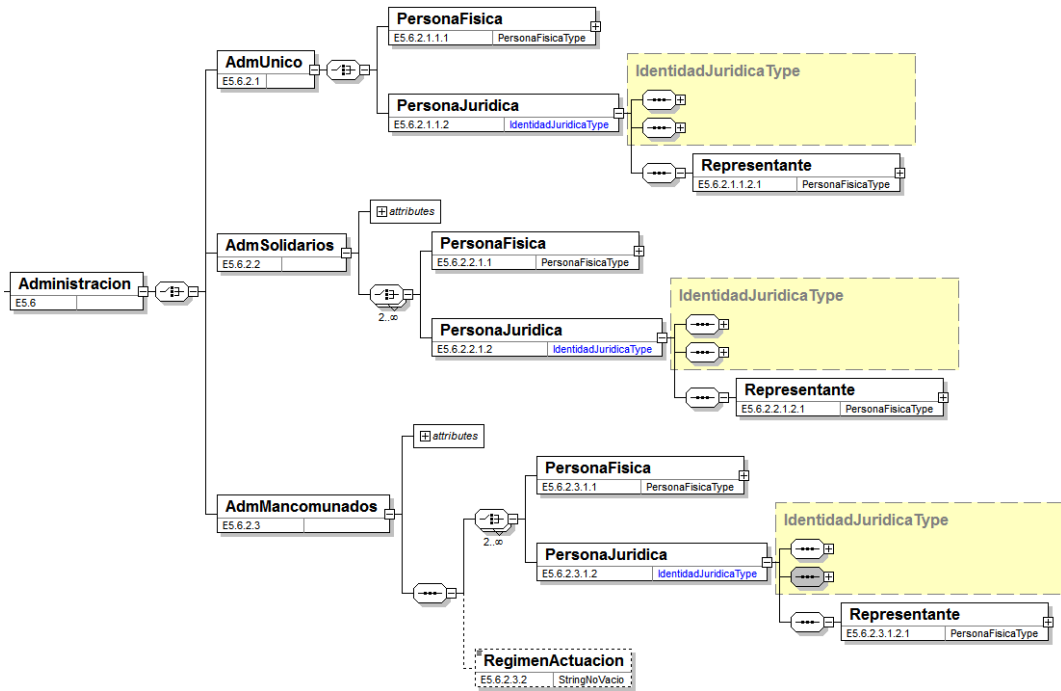 PersonaFisica
E5.6.2.1.1.1 PersonaFisicaType
AdmUnico
E5.6.2.1
IdentidadJuridicaType
PersonaJuridica
E5.6.2.1.1.2 IdentidadJuridicaType
Representante
E5.6.2.1.1.2.1 PersonaFisicaType
attributes
AdmSolidarios
E5.6.2.2
PersonaFisica
E5.6.2.2.1.1 PersonaFisicaType
Administracion
E5.6
2..∞
IdentidadJuridicaType
PersonaJuridica
E5.6.2.2.1.2 IdentidadJuridicaType
Representante
E5.6.2.2.1.2.1 PersonaFisicaType
attributes
AdmMancomunados
E5.6.2.3
PersonaFisica
E5.6.2.3.1.1 PersonaFisicaType
2..∞
IdentidadJuridicaType
PersonaJuridica
E5.6.2.3.1.2 IdentidadJuridicaType
Representante
E5.6.2.3.1.2.1 PersonaFisicaType
RegimenActuacion
E5.6.2.3.2 StringNoVacio